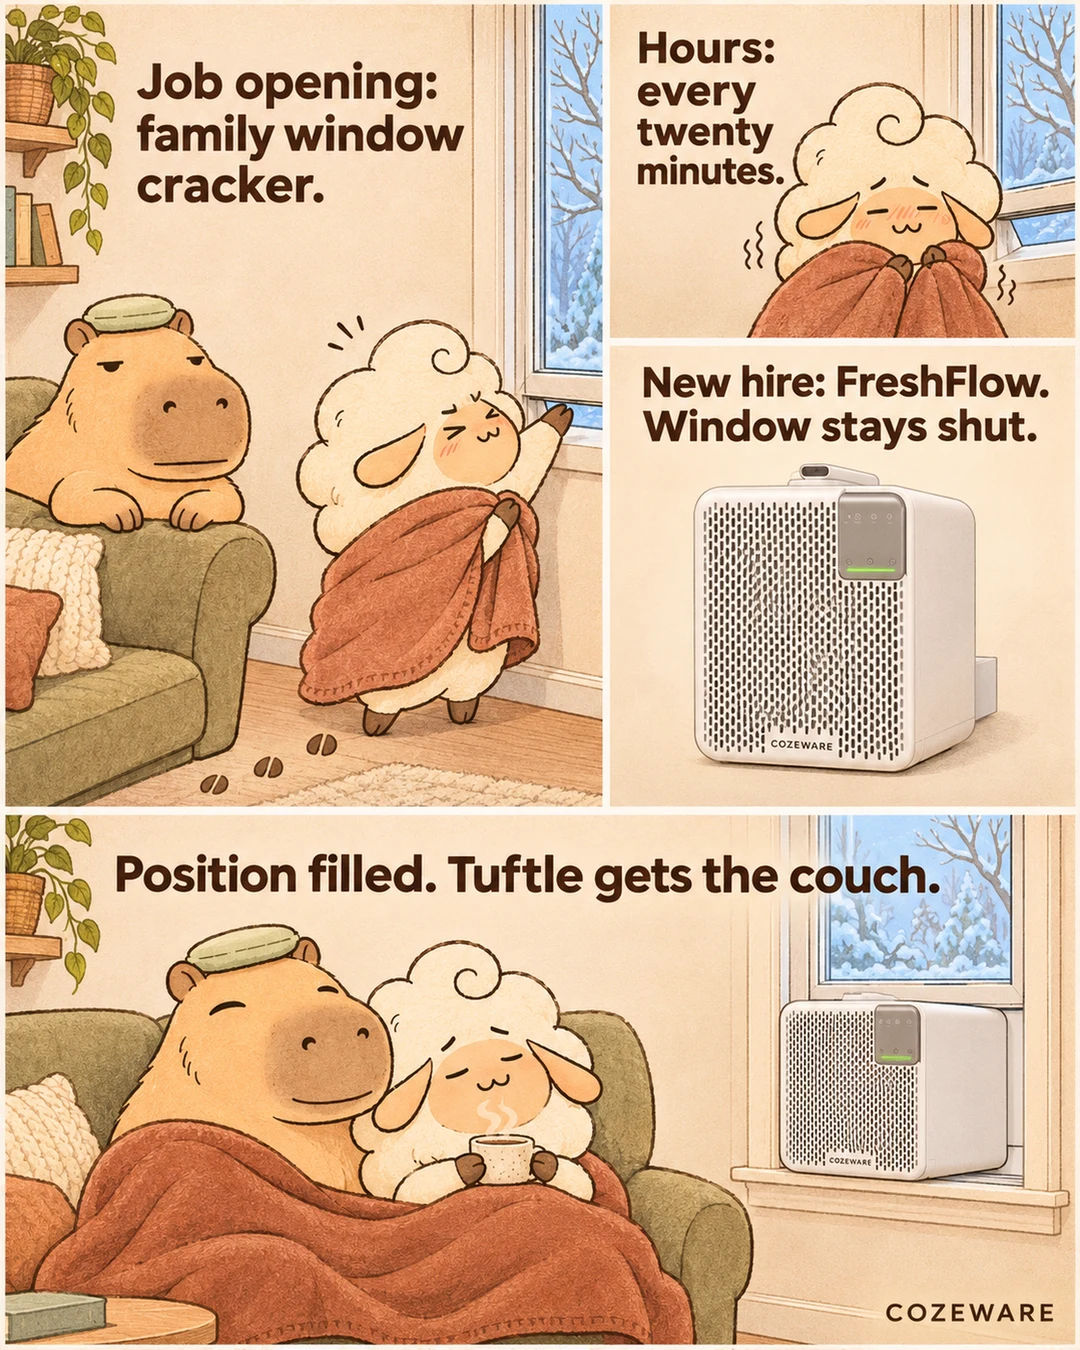 Job opening:
family window
cracker.
Hours:
every
twenty
minutes.
New hire: FreshFlow.
Window stays shut.
COZEWARE
Position filled. Tuftle gets the couch.
COZEWARE
COZEWARE